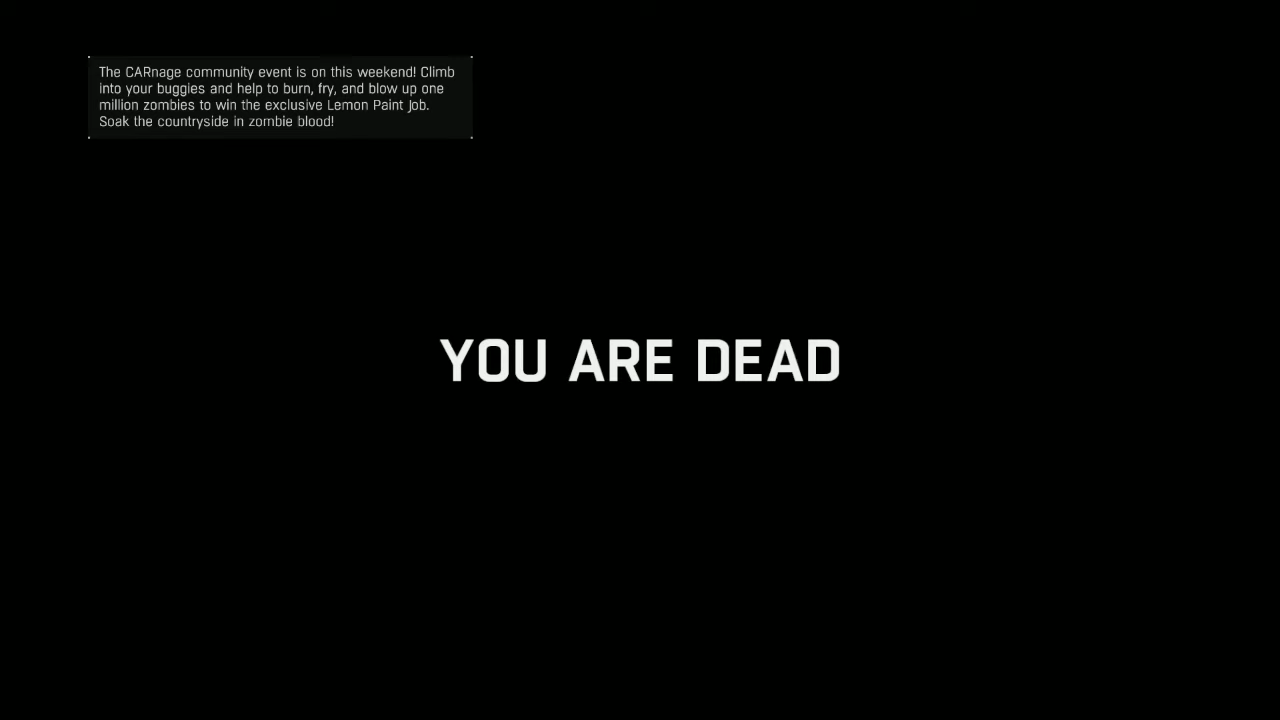 The CARnage community event is on this weekend! Climb
into your buggies and help to burn, fry, and blow up one
million zombies to win the exclusive Lemon Paint Job.
Soak the countryside in zombie blood!
YOU ARE DEAD